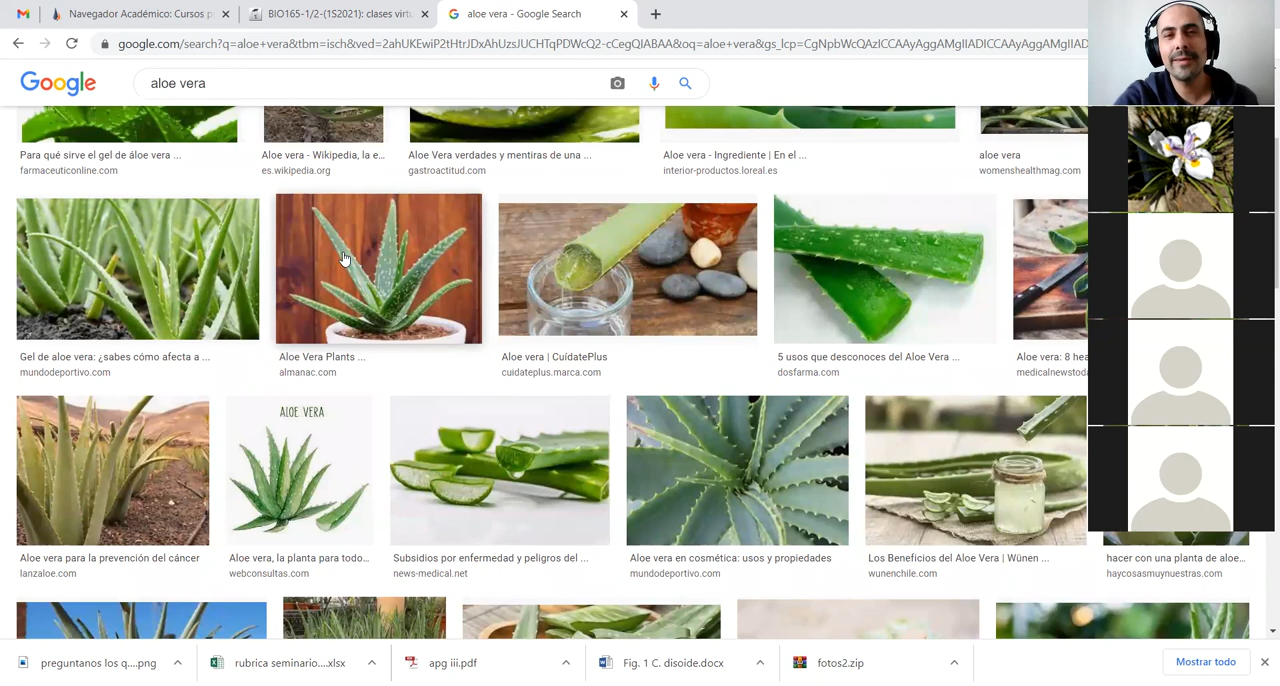 Navegador Académico: Cursos p
BIO165-1/2-(1S2021): clases virtu
aloe vera - Google Search
google.com/search?q=aloe+vera&tbm=isch&ved=2ahUKEwiP2tHtrJDxAhUzsJUCHTqPDWcQ2-cCegQIABAA&oq=aloe+vera&gs_lcp=CgNpbWcQAzICCAAyAggAMgIIADICCAAyAggAMgIIAD
Google
aloe vera
Para qué sirve el gel de áloe vera ...
farmaceuticonline.com
Aloe vera - Wikipedia, la e...
es.wikipedia.org
Aloe Vera verdades y mentiras de una ...
gastroactitud.com
Aloe vera - Ingrediente | En el ...
interior-productos.loreal.es
aloe vera
womenshealthmag.com
Gel de aloe vera: ¿sabes cómo afecta a ...
mundodeportivo.com
Aloe Vera Plants ...
almanac.com
Aloe vera | CuídatePlus
cuidateplus.marca.com
5 usos que desconoces del Aloe Vera ...
dosfarma.com
Aloe vera: 8 hea
medicalnewstoda
ALOE VERA
Aloe vera para la prevención del cáncer
lanzaloe.com
Aloe vera, la planta para todo...
webconsultas.com
Subsidios por enfermedad y peligros del ...
news-medical.net
Aloe vera en cosmética: usos y propiedades
mundodeportivo.com
Los Beneficios del Aloe Vera | Wünen ...
wunenchile.com
hacer con una planta de aloe...
haycosasmuynuestras.com
preguntanos los q....png
rubrica seminario....xlsx
apg iii.pdf
Fig. 1 C. disoide.docx
fotos2.zip
Mostrar todo